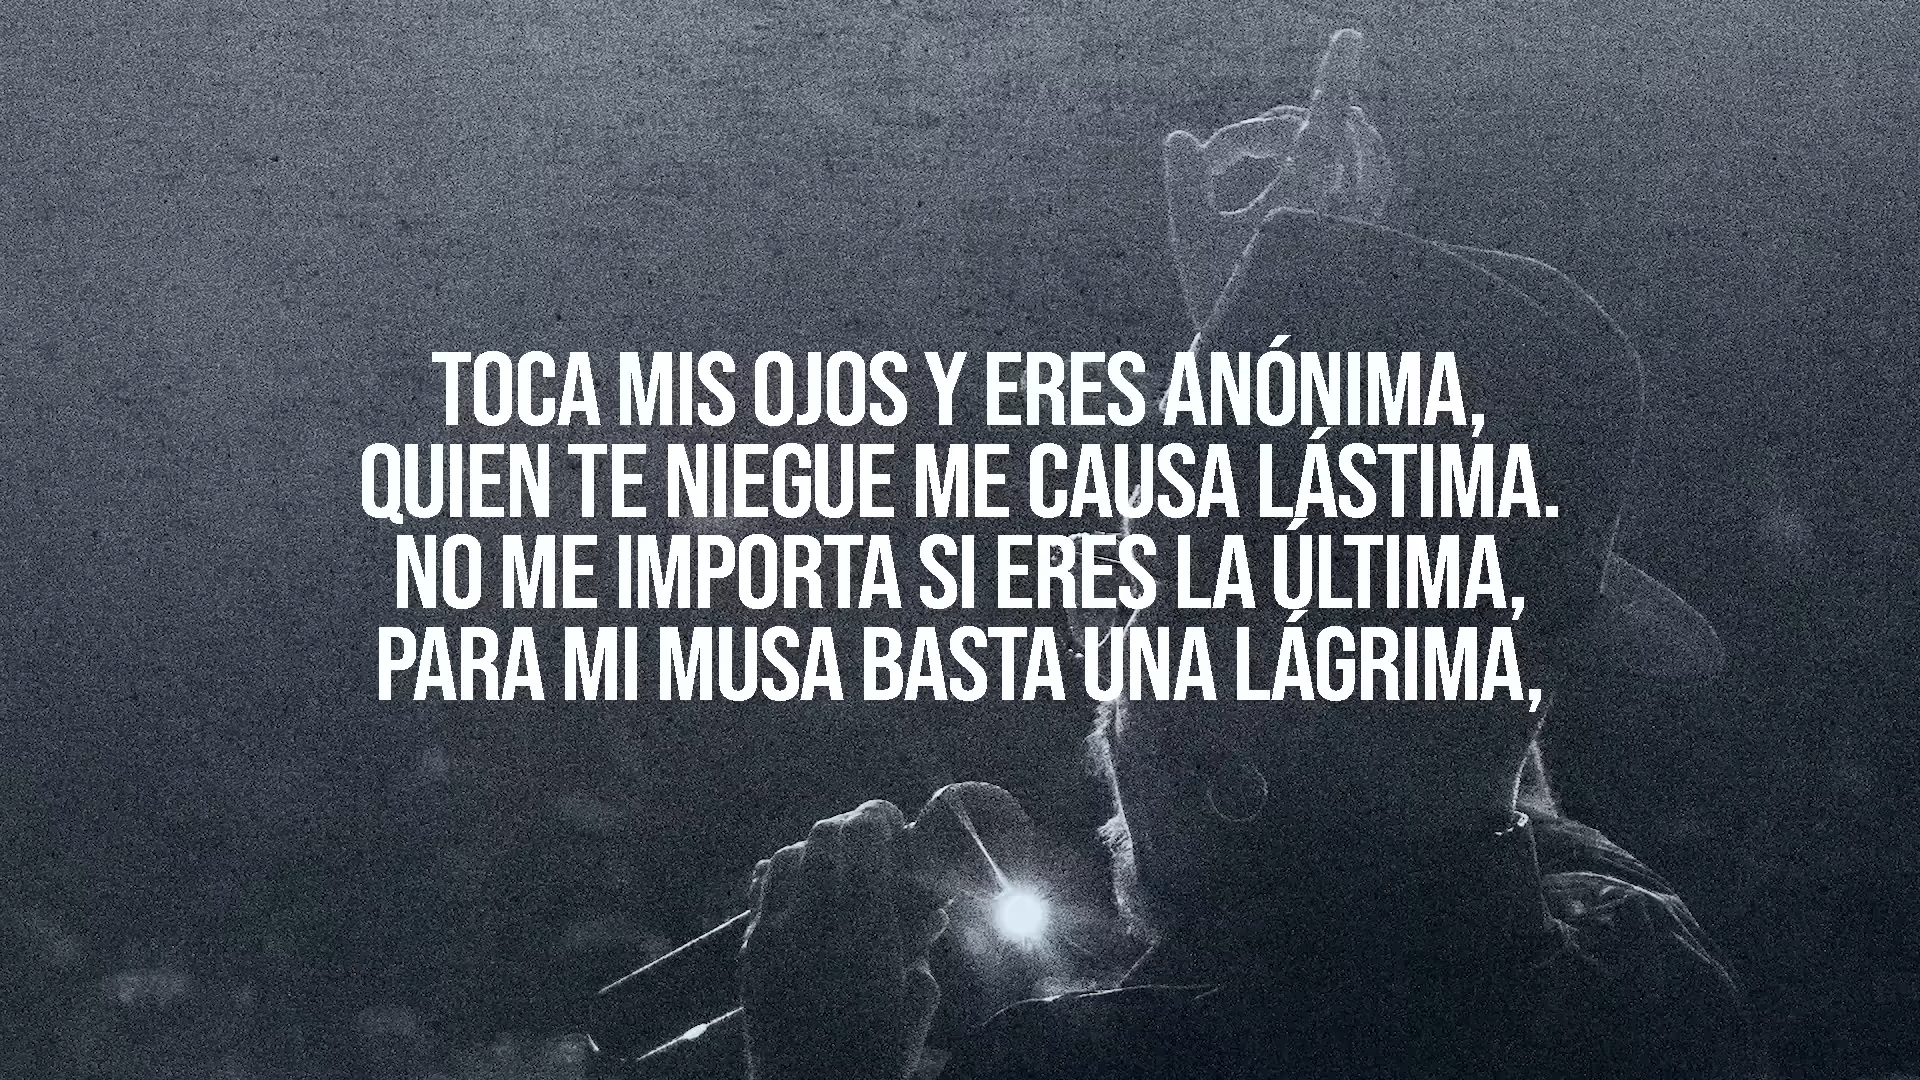 TOCA MIS OJOS Y ERES ANÓNIMA,
QUIEN TE NIEGUE ME CAUSA LÁSTIMA.
NO ME IMPORTA SI ERES LA ÚLTIMA,
PARA MI MUSA BASTA UNA LÁGRIMA,